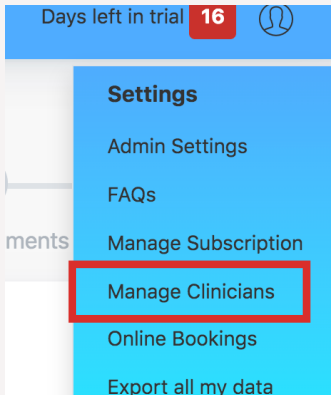 Days left in trial 16
Settings
Admin Settings
FAQs
ments
Manage Subscription
Manage Clinicians
Online Bookings
Export all my data